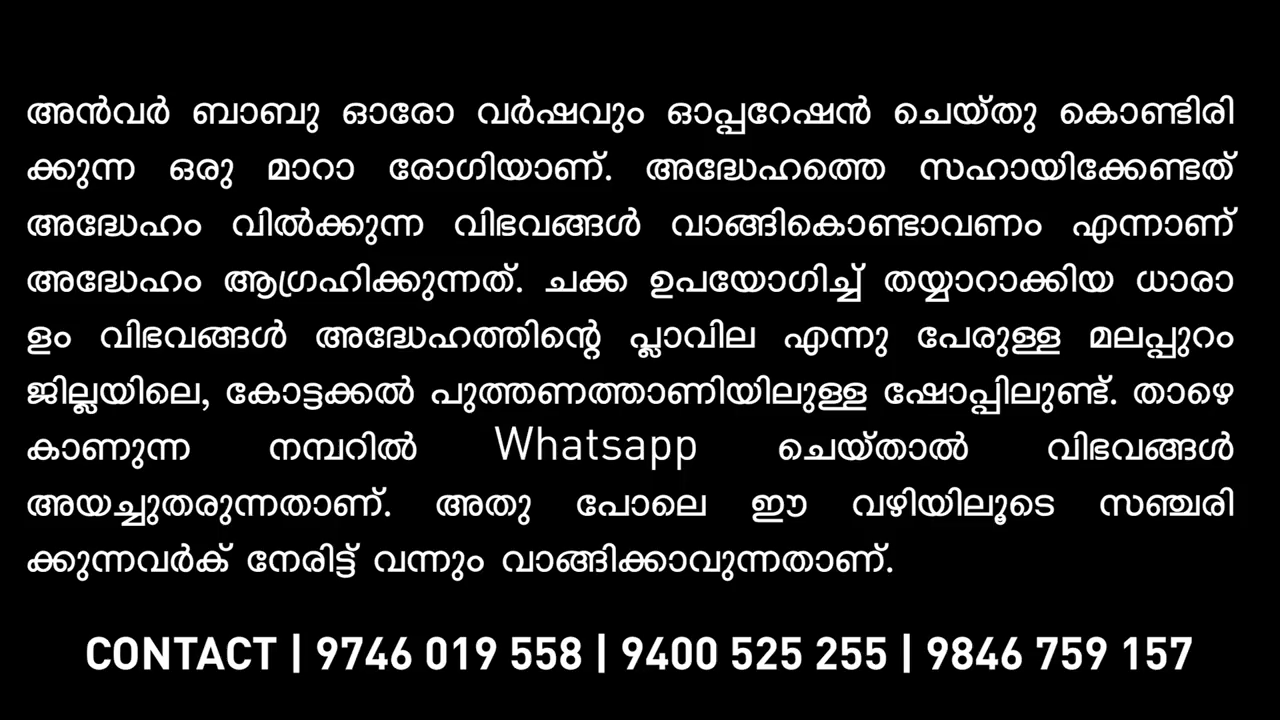 അൻവർ ബാബു ഓരോ വർഷവും ഓപ്പറേഷൻ ചെയ്തു കൊണ്ടിരി
ക്കുന്ന ഒരു മാറാ രോഗിയാണ്. അദ്ധേഹത്തെ സഹായിക്കേണ്ടത്
അദ്ധേഹം വിൽക്കുന്ന വിഭവങ്ങൾ വാങ്ങികൊണ്ടാവണം എന്നാണ്
അദ്ധേഹം ആഗ്രഹിക്കുന്നത്. ചക്ക ഉപയോഗിച്ച് തയ്യാറാക്കിയ ധാരാ
ളം വിഭവങ്ങൾ അദ്ധേഹത്തിന്റെ പ്ലാവില എന്നു പേരുള്ള മലപ്പുറം
ജില്ലയിലെ, കോട്ടക്കൽ പുത്തണത്താണിയിലുള്ള ഷോപ്പിലുണ്ട്. താഴെ
കാണുന്ന നമ്പറിൽ Whatsapp ചെയ്താൽ വിഭവങ്ങൾ
അയച്ചുതരുന്നതാണ്. അതു പോലെ ഈ വഴിയിലൂടെ സഞ്ചരി
ക്കുന്നവർക് നേരിട്ട് വന്നും വാങ്ങിക്കാവുന്നതാണ്.
CONTACT | 9746 019 558 | 9400 525 255 | 9846 759 157